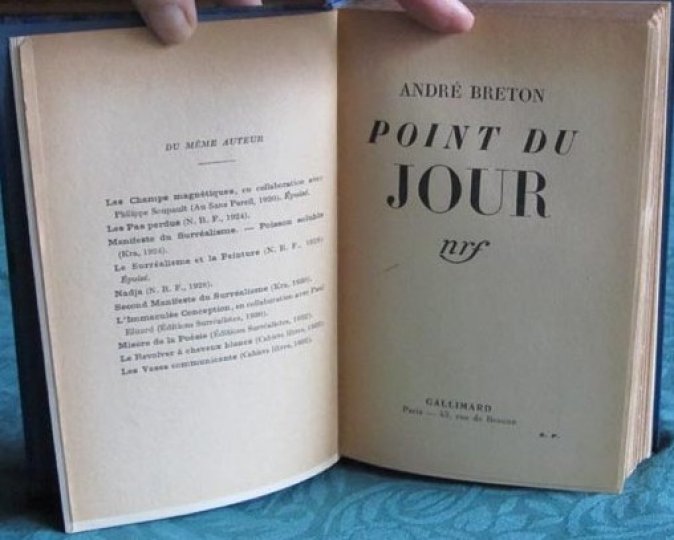 DU MÊME AUTEUR
Les Champs magnétiques, en collaboration avec
Philippe Soupault (Au Sans Pareil, 1920), Épuisé.
Les Pas perdus (N. R. F., 1924).
Manifeste du Surréalisme. — Poisson soluble
(Kra, 1924).
Le Surréalisme et la Peinture (N. R. F., 1928)
Épuisé.
Nadja (N. R. F., 1928).
Second Manifeste du Surréalisme (Kra, 1930).
L'Immaculée Conception, en collaboration avec Paul
Eluard (Éditions Surréalistes, 1930).
Misère de la Poésie (Éditions Surréalistes, 1932).
Le Revolver à cheveux blancs (Cahiers libres, 1932).
Les Vases communicants (Cahiers libres, 1932).
ANDRÉ BRETON
POINT DU
JOUR
nrf
GALLIMARD
Paris — 43, rue de Beaune
S. P.